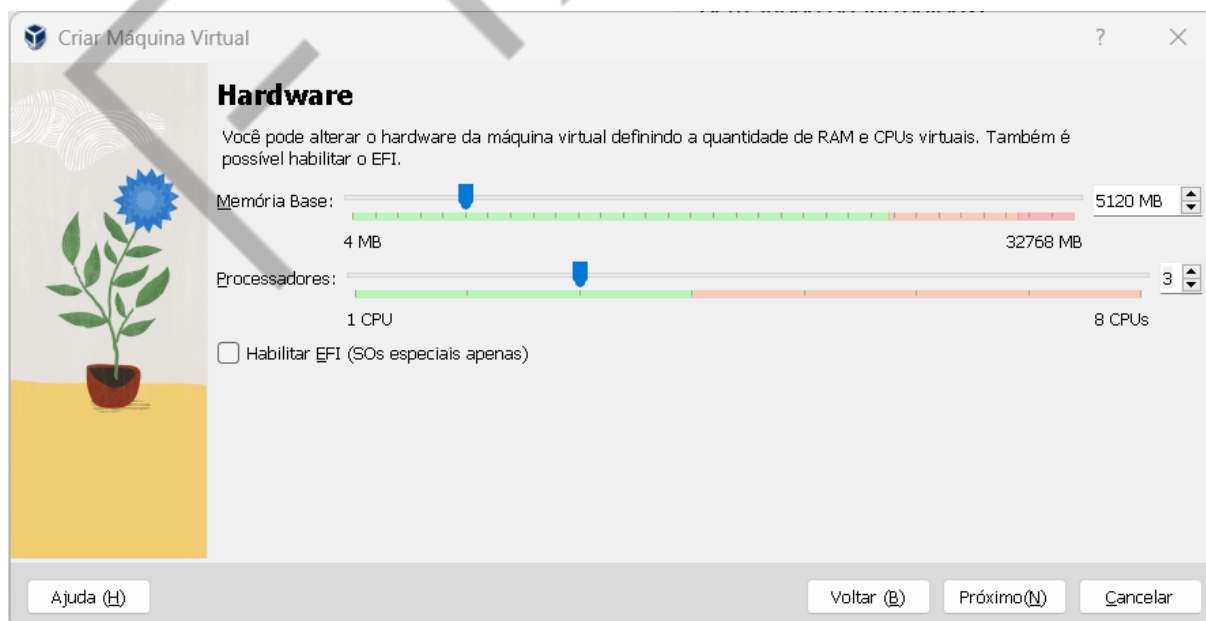 Criar Máquina Virtual
?
Hardware
Você pode alterar o hardware da máquina virtual definindo a quantidade de RAM e CPUs virtuais. Também é
possível habilitar o EFI.
Memória Base:
5120 MB
4 MB
32768 MB
Processadores:
3
1 CPU
8 CPUs
Habilitar EFI (SOs especiais apenas)
Ajuda (H)
Voltar (B)
Próximo(N)
Cancelar